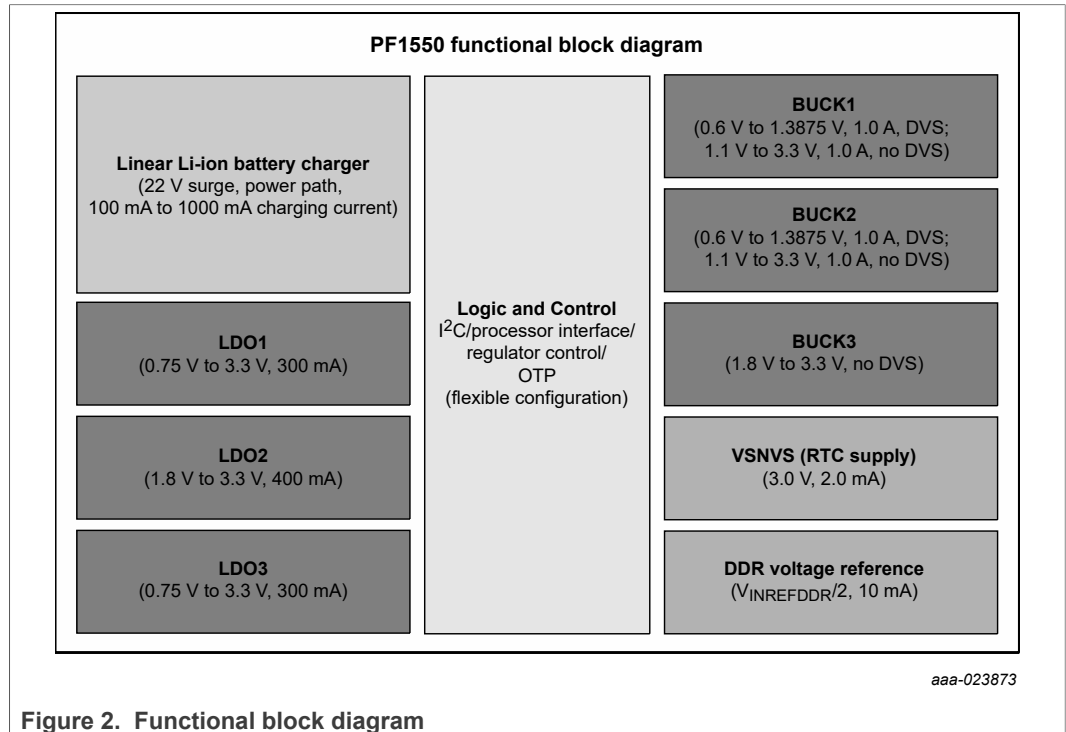 PF1550 functional block diagram
Linear Li-ion battery charger
(22 V surge, power path,
100 mA to 1000 mA charging current)
LDO1
(0.75 V to 3.3 V, 300 mA)
LDO2
(1.8 V to 3.3 V, 400 mA)
LDO3
(0.75 V to 3.3 V, 300 mA)
Logic and Control
I2C/processor interface/
regulator control/
OTP
(flexible configuration)
BUCK1
(0.6 V to 1.3875 V, 1.0 A, DVS;
1.1 V to 3.3 V, 1.0 A, no DVS)
BUCK2
(0.6 V to 1.3875 V, 1.0 A, DVS;
1.1 V to 3.3 V, 1.0 A, no DVS)
BUCK3
(1.8 V to 3.3 V, no DVS)
VSNVS (RTC supply)
(3.0 V, 2.0 mA)
DDR voltage reference
(VINREFDDR/2, 10 mA)
aaa-023873
Figure 2. Functional block diagram